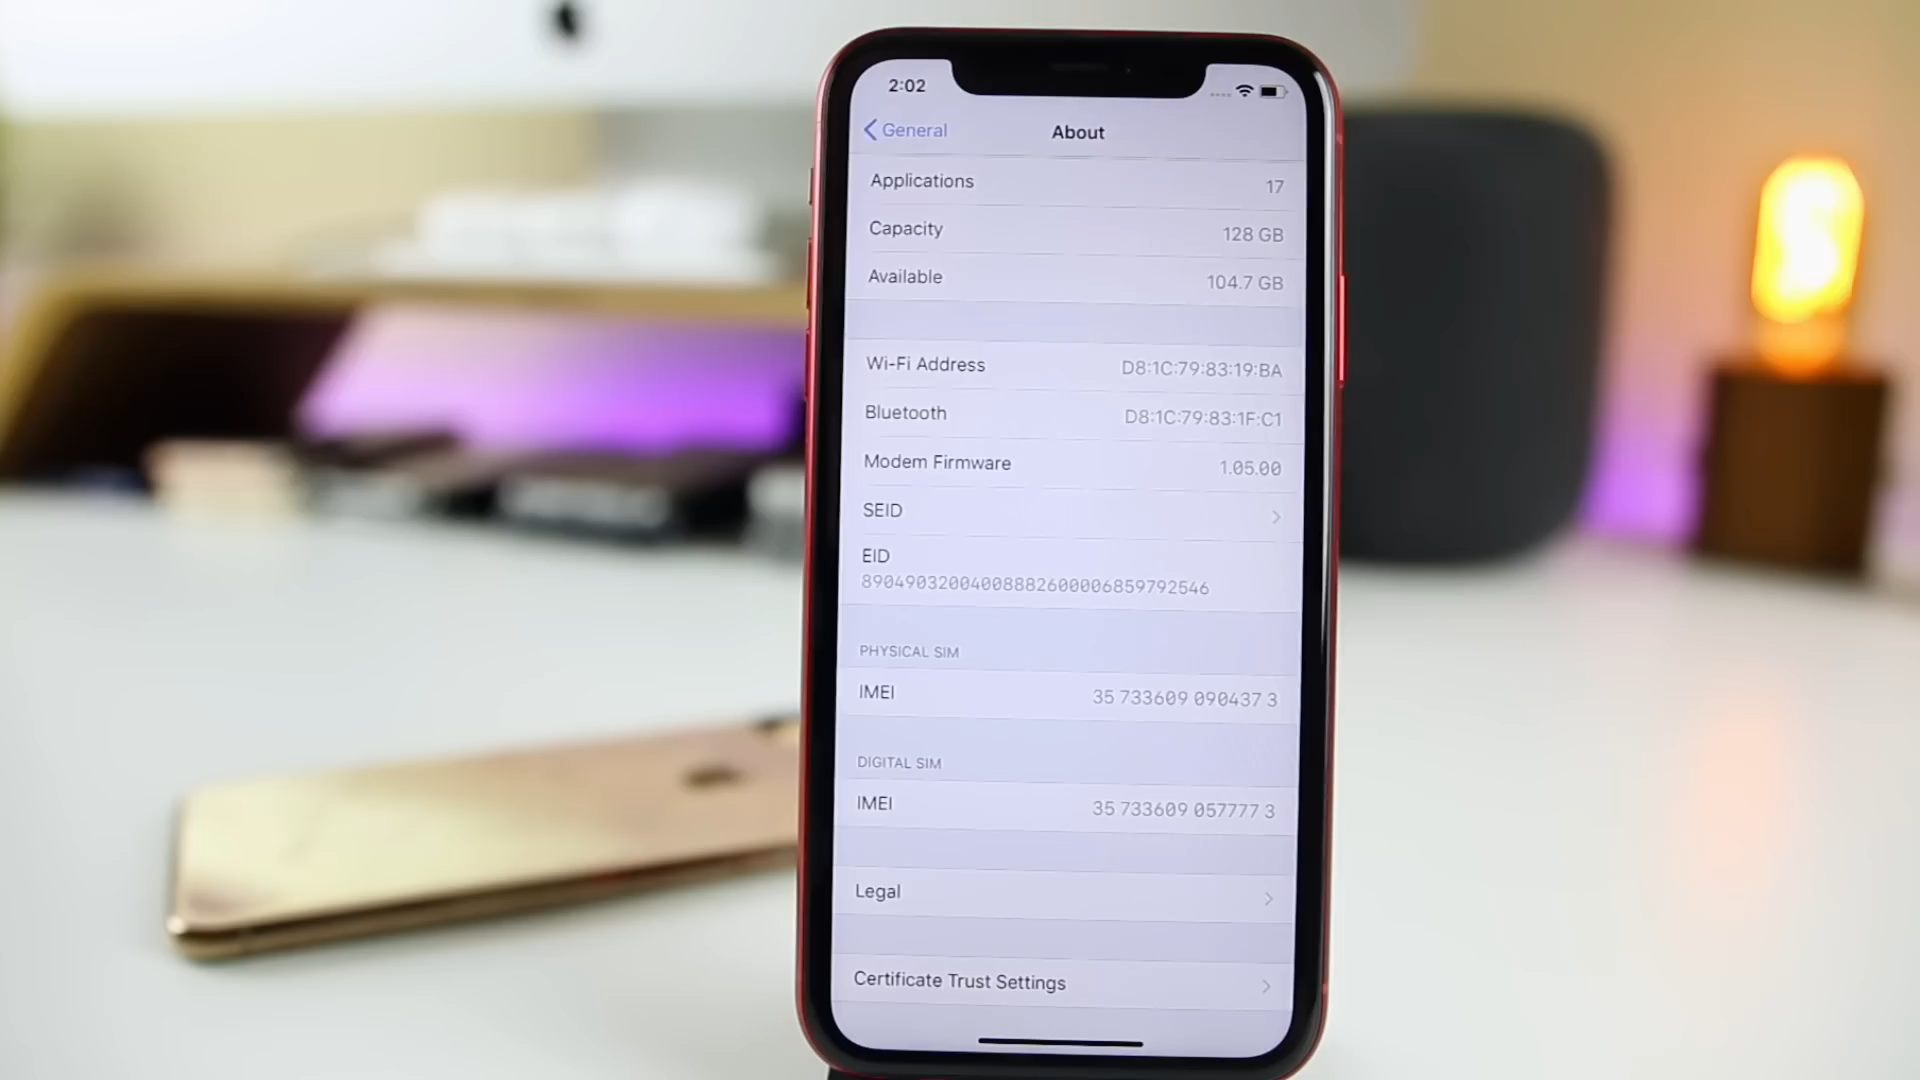 2:02
General
About
Applications 17
Capacity 128 GB
Available 104.7 GB
Wi-Fi Address D8:1C:79:83:19:BA
Bluetooth D8:1C:79:83:1F:C1
Modem Firmware 1.05.00
SEID
EID
89049032004008882600006859792546
PHYSICAL SIM
IMEI 35 733609 090437 3
DIGITAL SIM
IMEI 35 733609 057777 3
Legal
Certificate Trust Settings